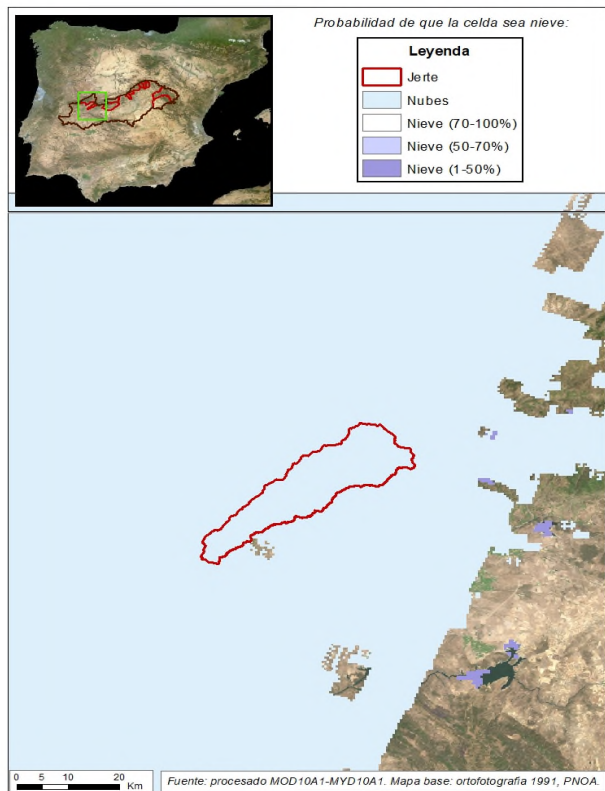 Probabilidad de que la celda sea nieve:
Leyenda
Jerte
Nubes
Nieve (70-100%)
Nieve (50-70%)
Nieve (1-50%)
0 5 10 20
Km
Fuente: procesado MOD10A1-MYD10A1. Mapa base: ortofotografía 1991, PNOA.